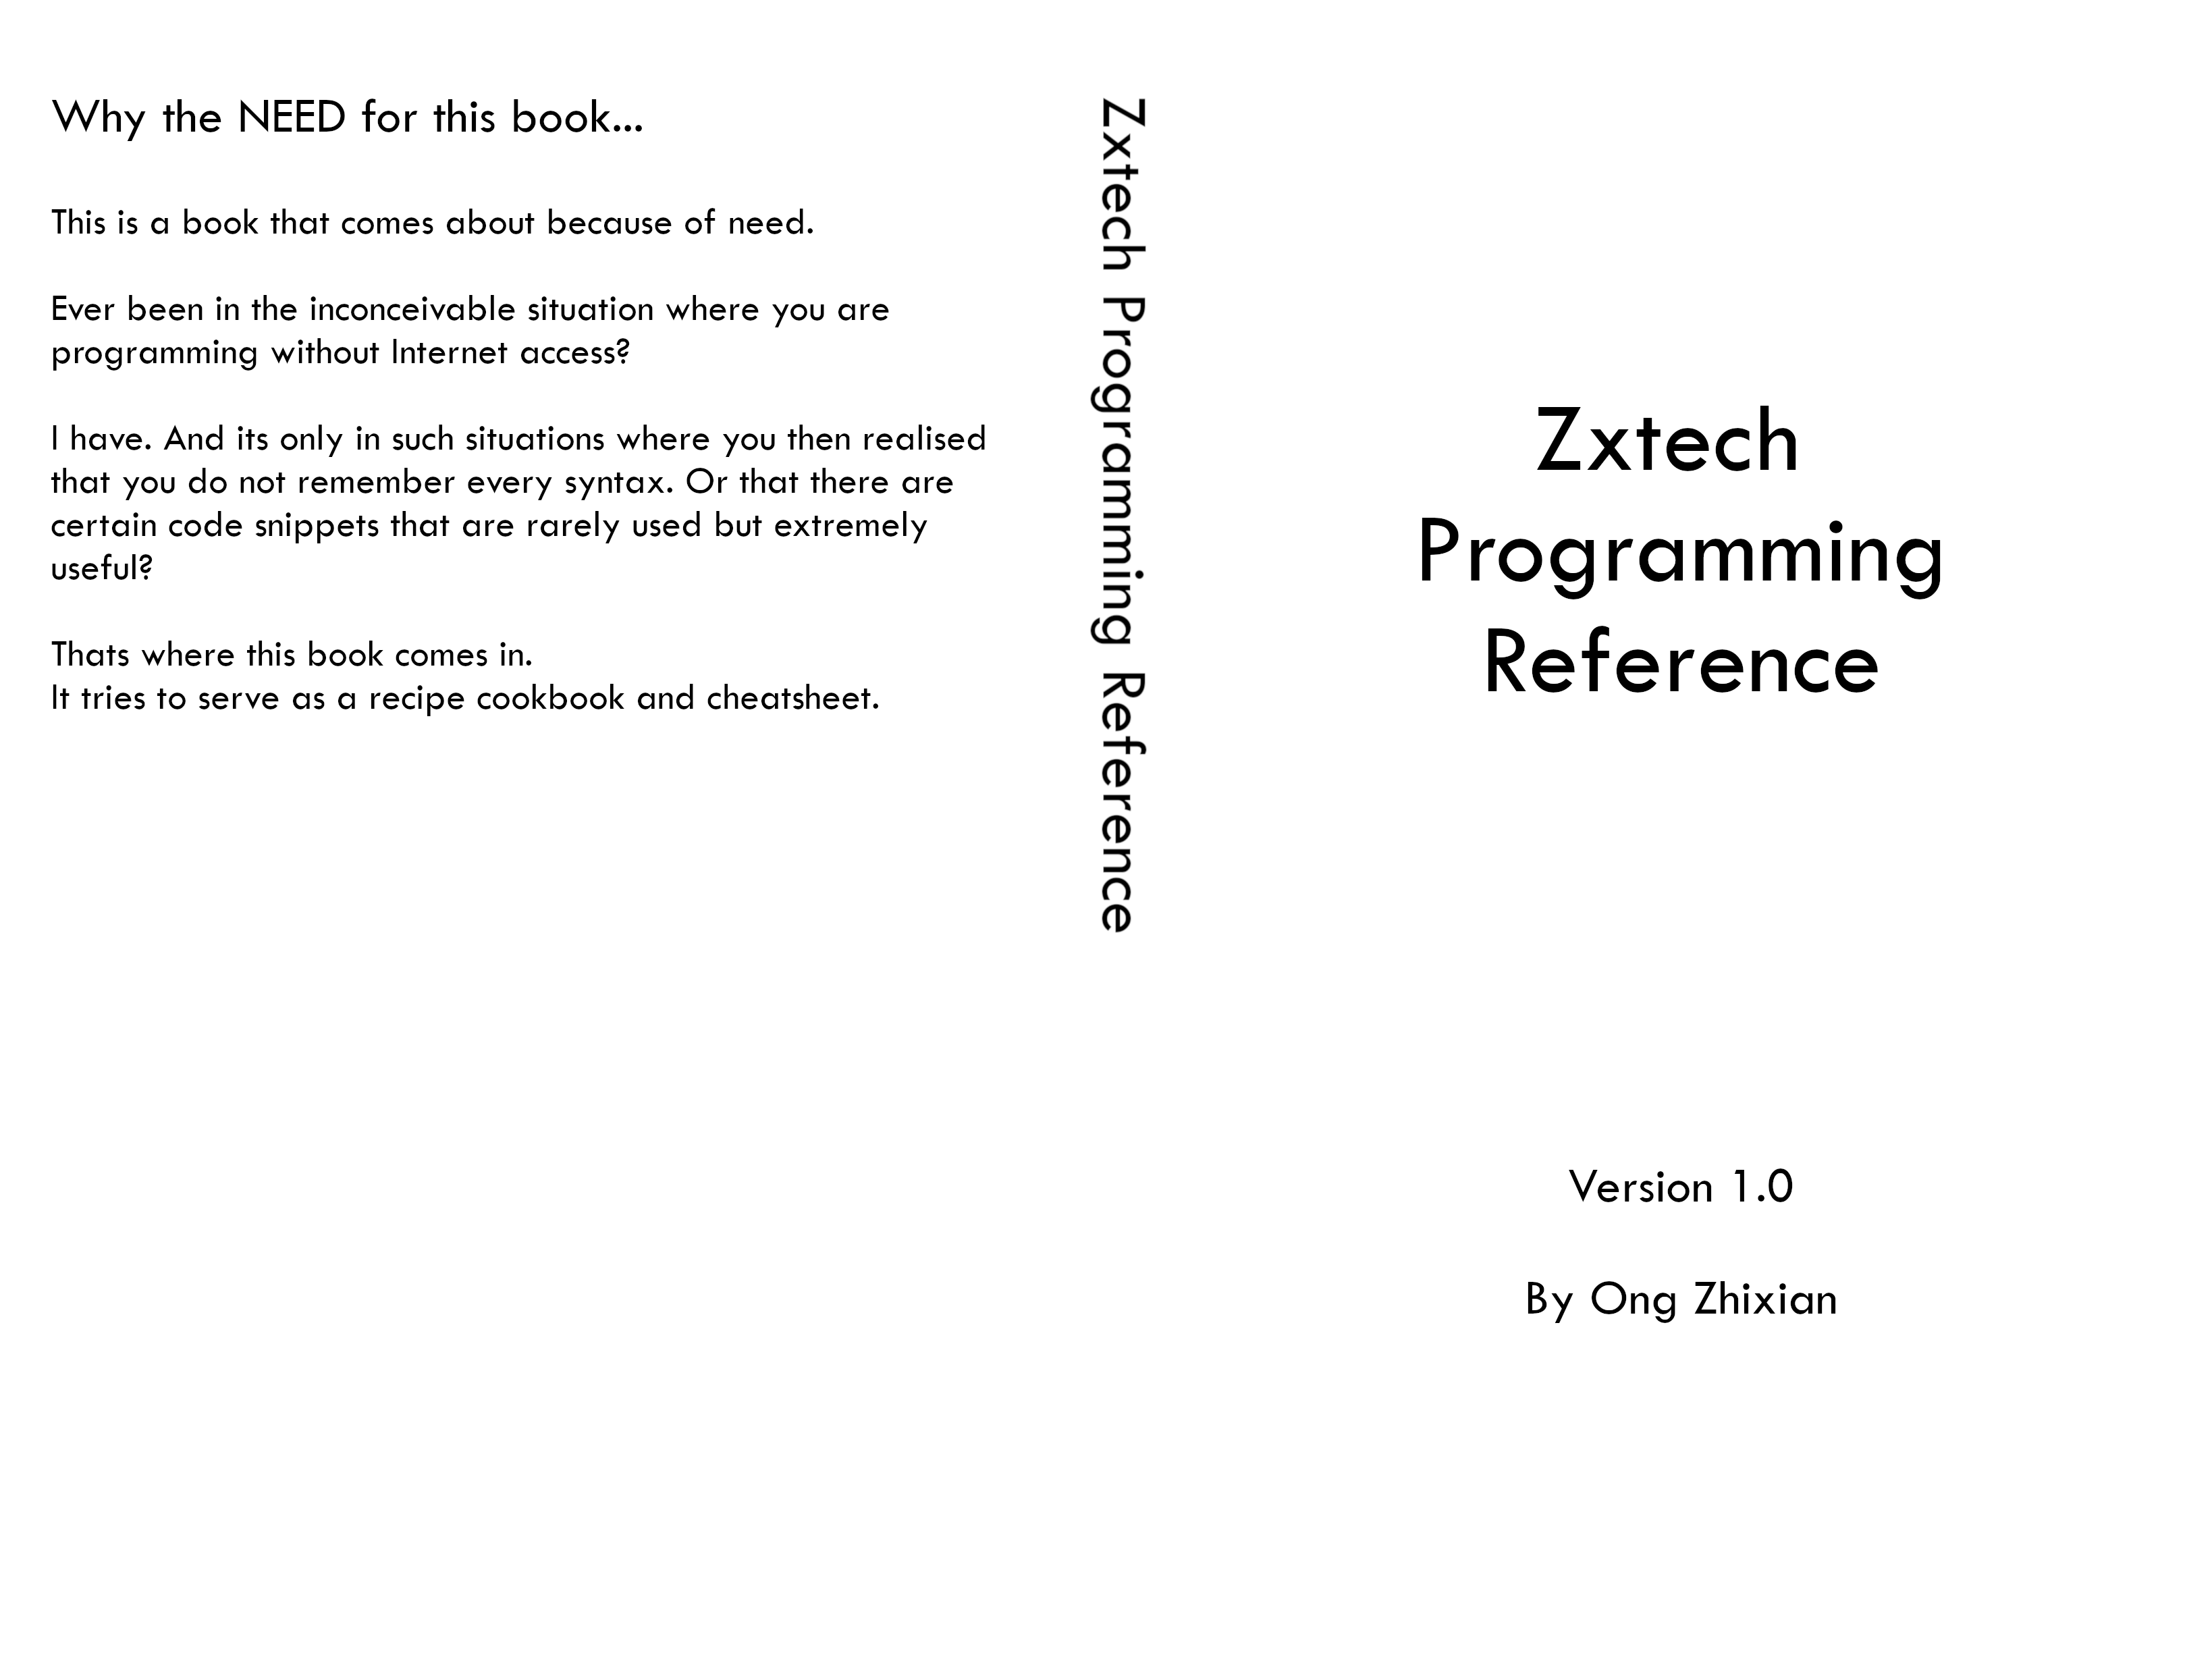 Why the NEED for this book...
This is a book that comes about because of need.
Ever been in the inconceivable situation where you are
programming without Internet access?
I have. And its only in such situations where you then realised
that you do not remember every syntax. Or that there are
certain code snippets that are rarely used but extremely
useful?
Thats where this book comes in.
It tries to serve as a recipe cookbook and cheatsheet.
Zxtech Programming Reference
Zxtech
Programming
Reference
Version 1.0
By Ong Zhixian